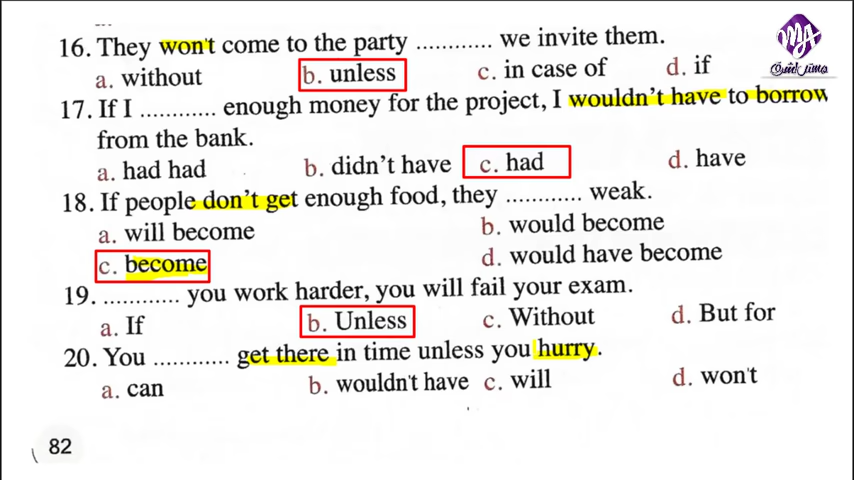 16. They won't come to the party ............ we invite them.
a. without b. unless c. in case of d. if
17. If I ............ enough money for the project, I wouldn't have to borrow
from the bank.
a. had had b. didn't have c. had d. have
18. If people don't get enough food, they ............ weak.
a. will become b. would become
c. become d. would have become
19. ............ you work harder, you will fail your exam.
a. If b. Unless c. Without d. But for
20. You ............ get there in time unless you hurry.
a. can b. wouldn't have c. will d. won't
82